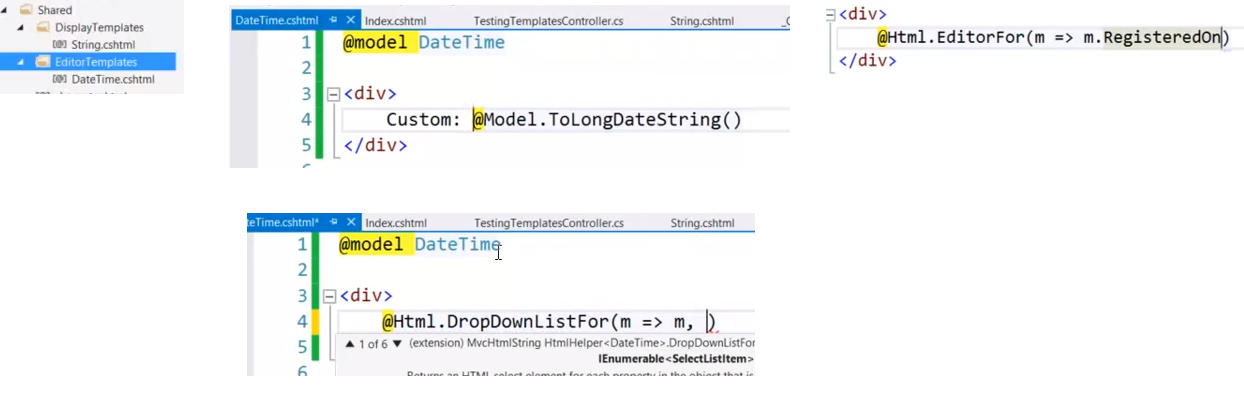 Shared
DisplayTemplates
String.cshtml
EditorTemplates
DateTime.cshtml
DateTime.cshtml Index.cshtml TestingTemplatesController.cs String.cshtml
1 @model DateTime
2
3 <div>
4 Custom: @Model.ToLongDateString()
5 </div>
<div>
@Html.EditorFor(m => m.RegisteredOn)
</div>
teTime.cshtml* Index.cshtml TestingTemplatesController.cs String.cshtml
1 @model DateTime
2
3 <div>
4 @Html.DropDownListFor(m => m, )
5
▲ 1 of 6 ▼ (extension) MvcHtmlString HtmlHelper<DateTime>.DropDownListFor
IEnumerable<SelectListItem>
6 Returns an HTML select element for each property in the object that is